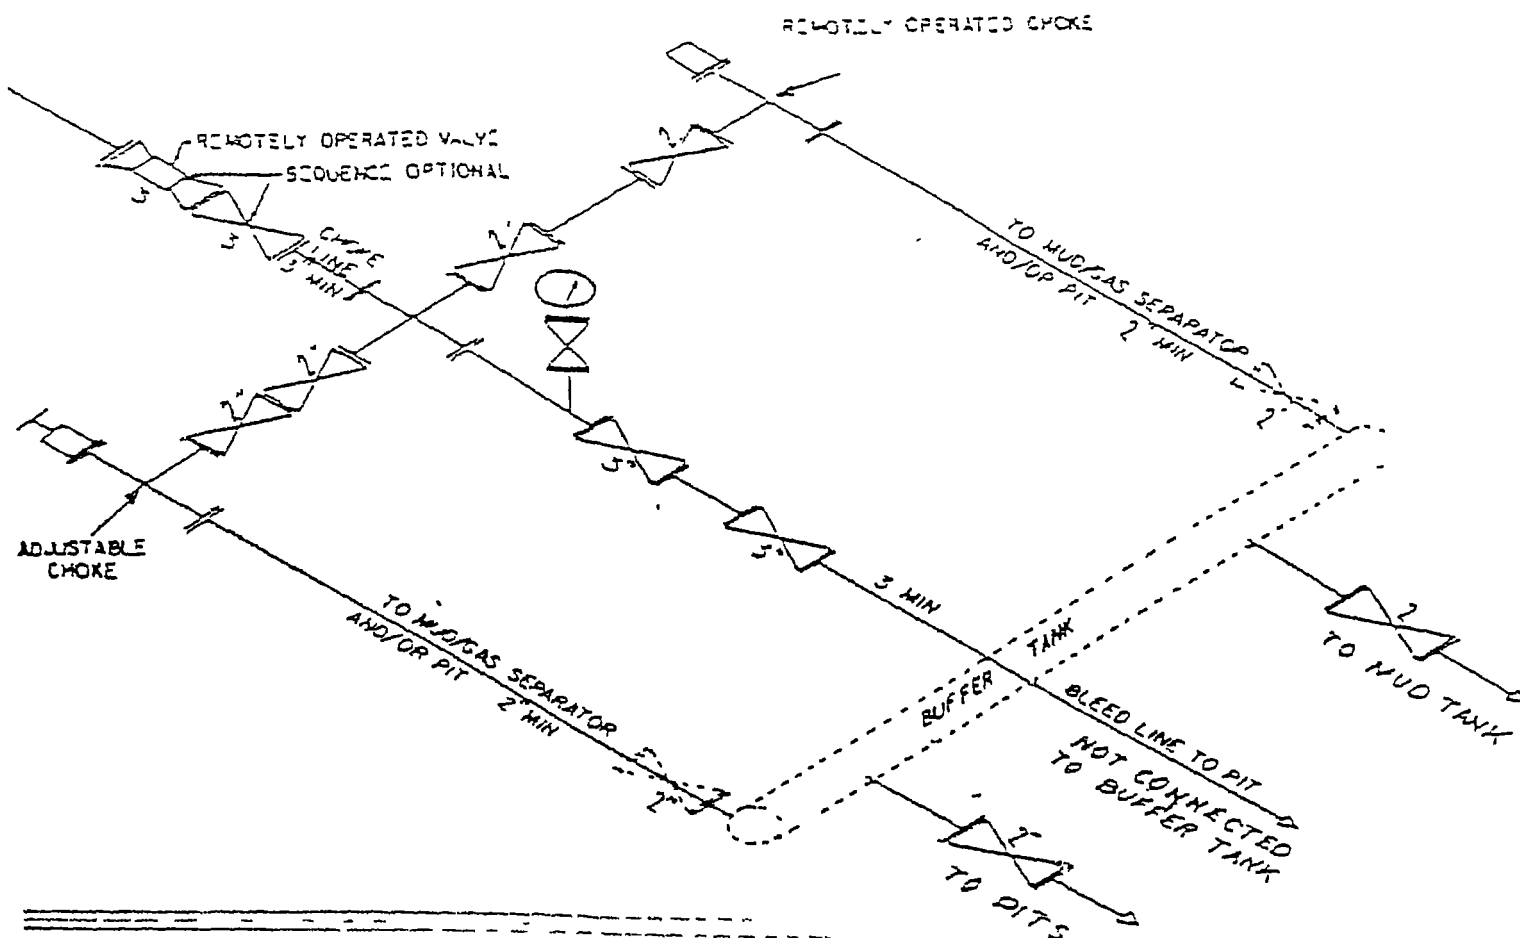 REMOTELY OPERATED CHOKE
REMOTELY OPERATED VALVE
SEQUENCE OPTIONAL
3"
3
CHOKE
LINE
3 MIN
2
2'
2'
2"
ADJUSTABLE
CHOKE
TO MUD/GAS SEPARATOR
AND/OR PIT
2" MIN
2"
3"
3"
3 MIN
TO MUD/GAS SEPARATOR
AND/OR PIT
2" MIN
2"
BUFFER
TANK
BLEED LINE TO PIT
NOT CONNECTED
TO BUFFER TANK
2
TO MUD TANK
2"
TO PITS